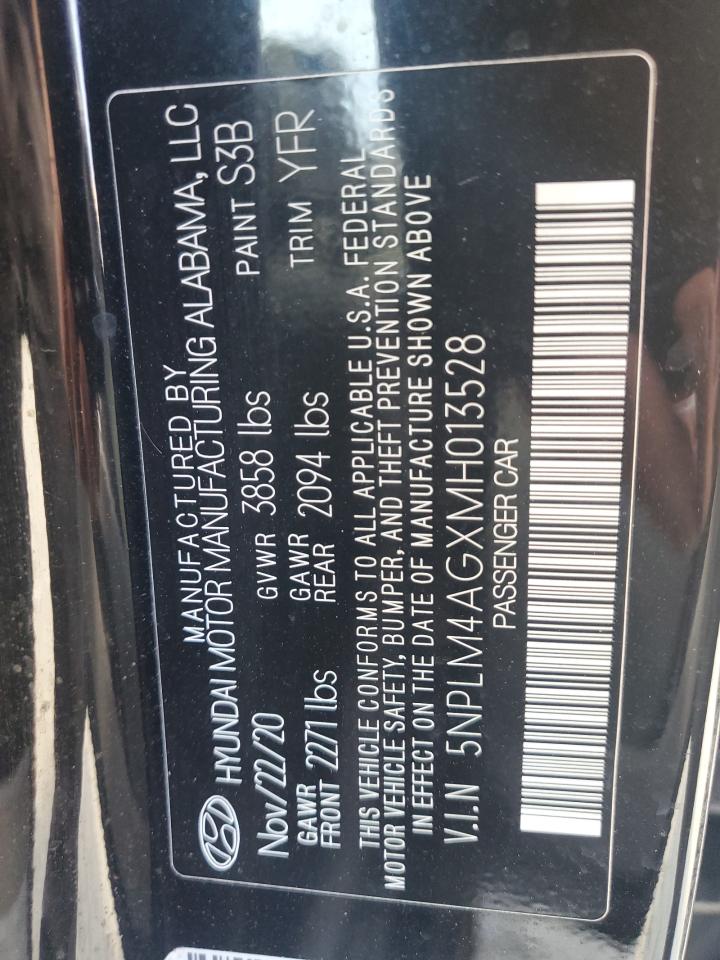 MANUFACTURED BY
HYUNDAI MOTOR MANUFACTURING ALABAMA, LLC
Nov/22/20 GVWR 3858 lbs PAINT S3B
GAWR FRONT 2271 lbs GAWR REAR 2094 lbs TRIM YFR
THIS VEHICLE CONFORMS TO ALL APPLICABLE U.S.A. FEDERAL
MOTOR VEHICLE SAFETY, BUMPER, AND THEFT PREVENTION STANDARDS
IN EFFECT ON THE DATE OF MANUFACTURE SHOWN ABOVE
V.I.N 5NPLM4AGXMH013528
PASSENGER CAR